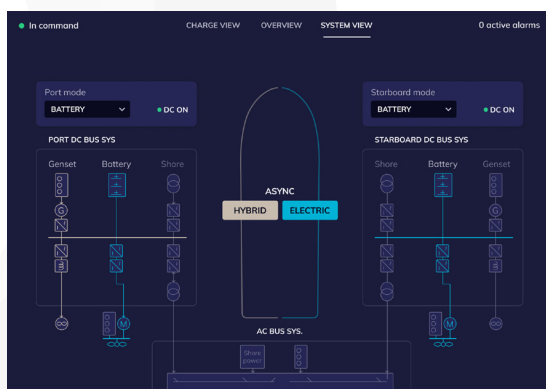 In command
CHARGE VIEW
OVERVIEW
SYSTEM VIEW
0 active alarms
Port mode
BATTERY
DC ON
Starboard mode
BATTERY
DC ON
PORT DC BUS SYS
STARBOARD DC BUS SYS
Genset
Battery
Shore
Shore
Battery
Genset
ASYNC
HYBRID
ELECTRIC
G
G
M
M
AC BUS SYS.
Shore
power